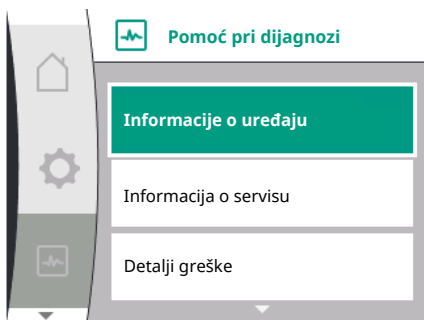 Pomoć pri dijagnozi
Informacije o uređaju
Informacija o servisu
Detalji greške